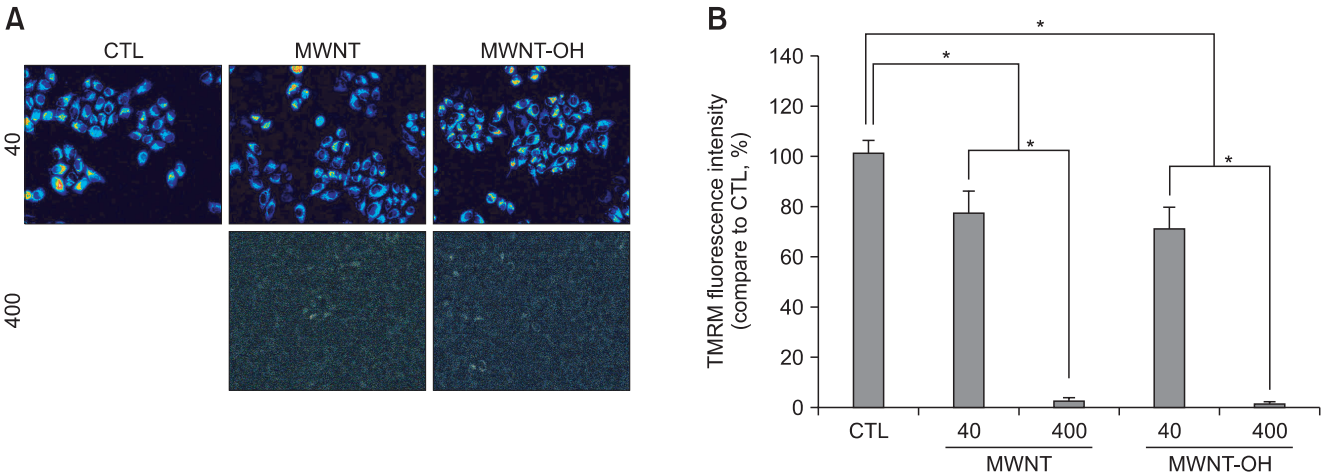 A
CTL MWNT MWNT-OH
40
400
B
TMRM fluorescence intensity
(compare to CTL, %)
140
120
100
80
60
40
20
0
*
*
*
*
CTL 40 400 40 400
MWNT MWNT-OH